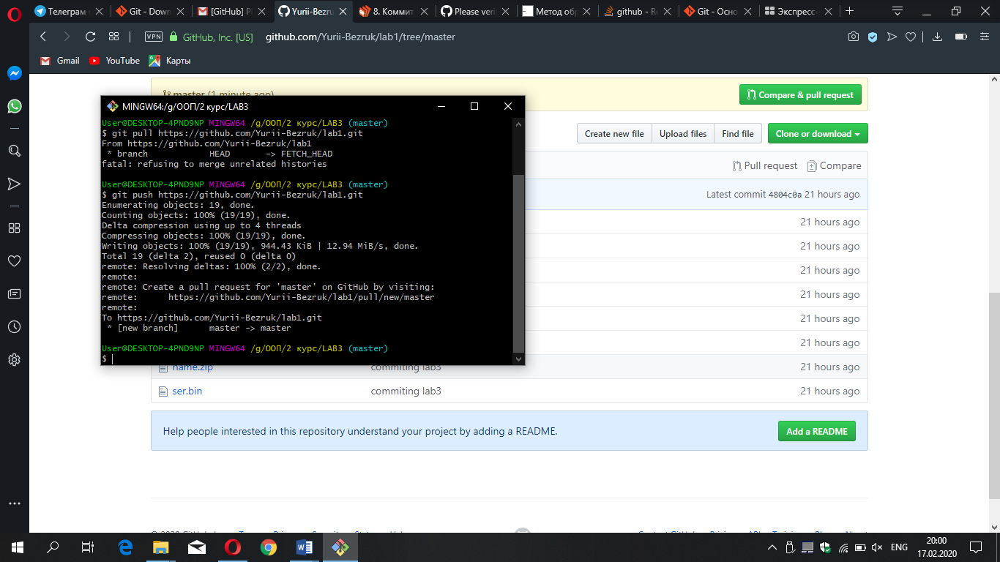 Телеграм
Git - Down
[GitHub] Pl
Yurii-Bezru
8. Коммит
Please veri
Метод об
github - Re
Git - Осно
Экспресс-
VPN
GitHub, Inc. [US]
github.com/Yurii-Bezruk/lab1/tree/master
Gmail
YouTube
Карты
master (1 minute ago)
Compare & pull request
MINGW64:/g/ООП/2 курс/LAB3
User@DESKTOP-4PND9NP MINGW64 /g/ООП/2 курс/LAB3 (master)
$ git pull https://github.com/Yurii-Bezruk/lab1.git
From https://github.com/Yurii-Bezruk/lab1
* branch HEAD -> FETCH_HEAD
fatal: refusing to merge unrelated histories
User@DESKTOP-4PND9NP MINGW64 /g/ООП/2 курс/LAB3 (master)
$ git push https://github.com/Yurii-Bezruk/lab1.git
Enumerating objects: 19, done.
Counting objects: 100% (19/19), done.
Delta compression using up to 4 threads
Compressing objects: 100% (19/19), done.
Writing objects: 100% (19/19), 944.43 KiB | 12.94 MiB/s, done.
Total 19 (delta 2), reused 0 (delta 0)
remote: Resolving deltas: 100% (2/2), done.
remote:
remote: Create a pull request for 'master' on GitHub by visiting:
remote: https://github.com/Yurii-Bezruk/lab1/pull/new/master
remote:
To https://github.com/Yurii-Bezruk/lab1.git
* [new branch] master -> master
User@DESKTOP-4PND9NP MINGW64 /g/ООП/2 курс/LAB3 (master)
$
Create new file
Upload files
Find file
Clone or download
Pull request
Compare
Latest commit 4804c0a 21 hours ago
21 hours ago
21 hours ago
21 hours ago
21 hours ago
21 hours ago
21 hours ago
name.zip commiting lab3 21 hours ago
ser.bin commiting lab3 21 hours ago
Help people interested in this repository understand your project by adding a README.
Add a README
ENG
20:00
17.02.2020